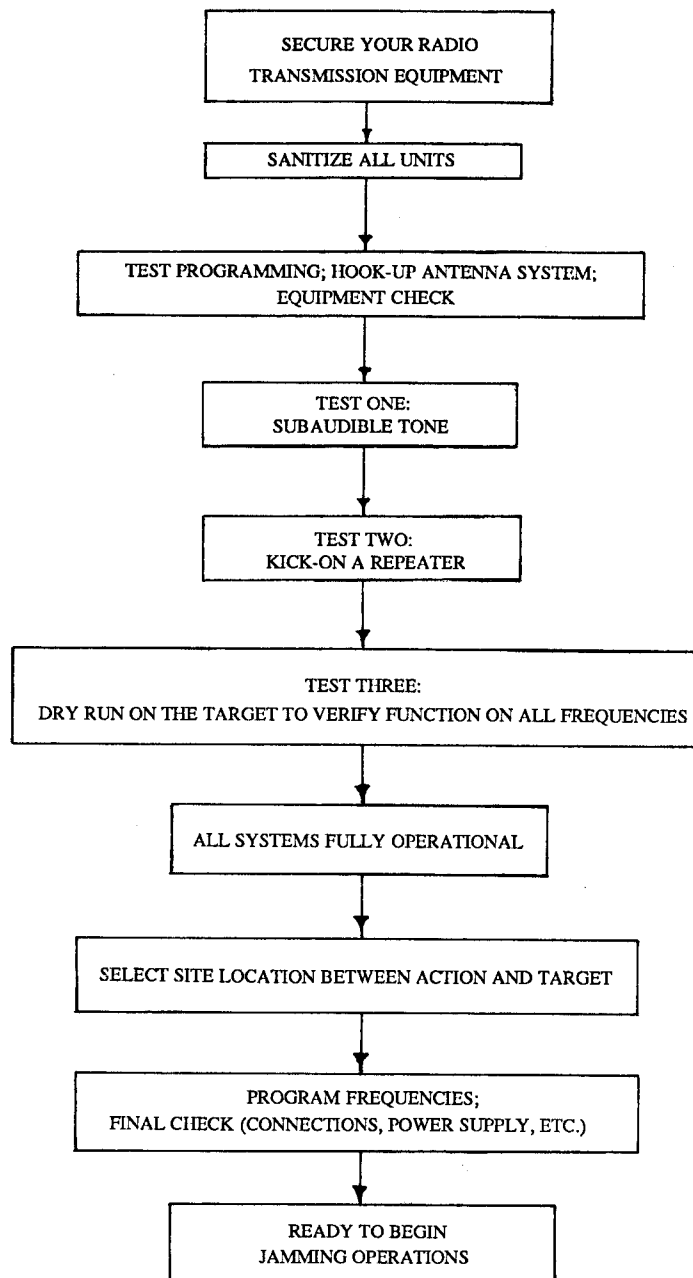 SECURE YOUR RADIO
TRANSMISSION EQUIPMENT
SANITIZE ALL UNITS
TEST PROGRAMMING; HOOK-UP ANTENNA SYSTEM;
EQUIPMENT CHECK
TEST ONE:
SUBAUDIBLE TONE
TEST TWO:
KICK-ON A REPEATER
TEST THREE:
DRY RUN ON THE TARGET TO VERIFY FUNCTION ON ALL FREQUENCIES
ALL SYSTEMS FULLY OPERATIONAL
SELECT SITE LOCATION BETWEEN ACTION AND TARGET
PROGRAM FREQUENCIES;
FINAL CHECK (CONNECTIONS, POWER SUPPLY, ETC.)
READY TO BEGIN
JAMMING OPERATIONS